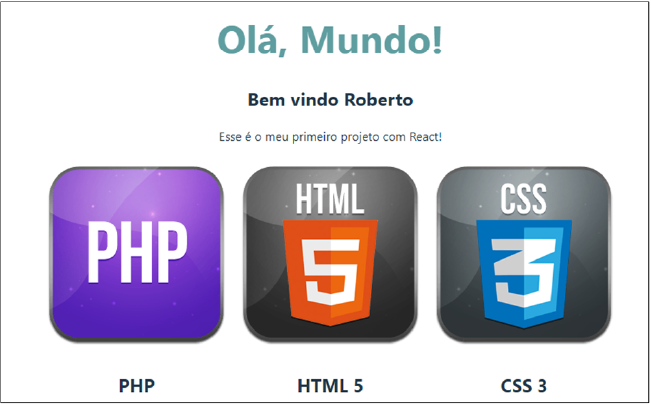 Olá, Mundo!
Bem vindo Roberto
Esse é o meu primeiro projeto com React!
PHP
HTML
5
CSS
3
PHP
HTML 5
CSS 3